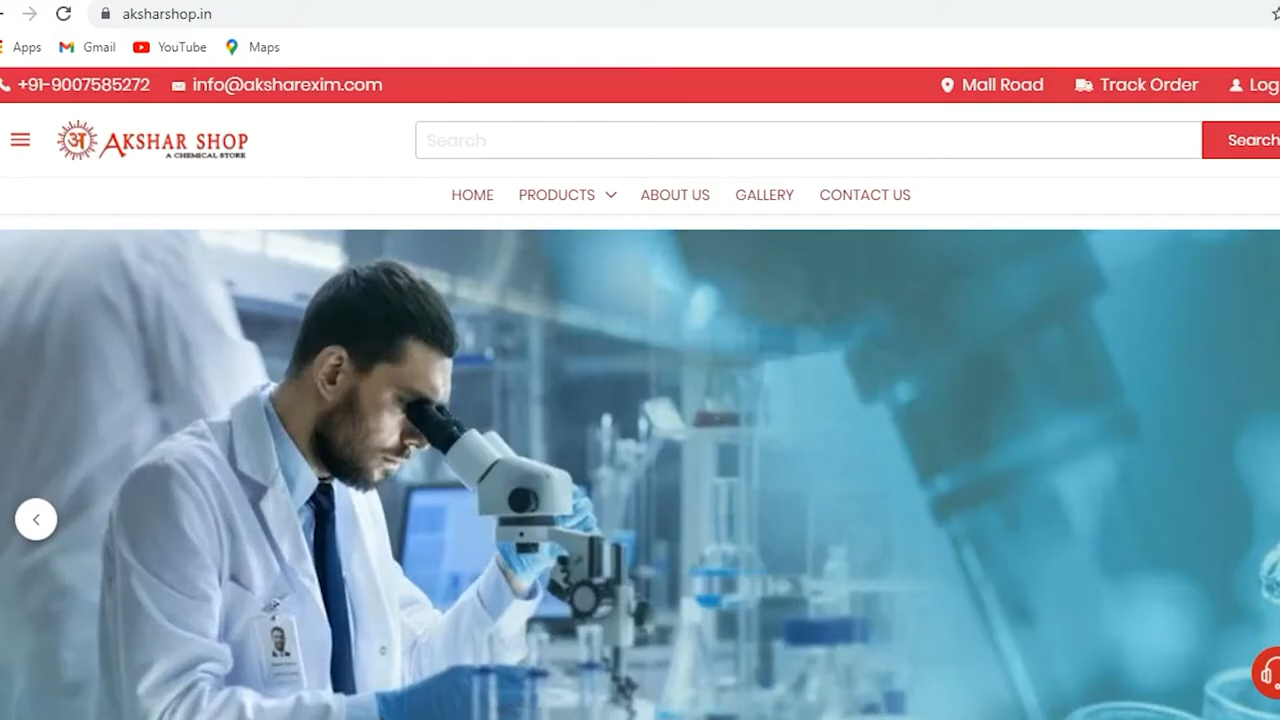 aksharshop.in
Apps Gmail YouTube Maps
+91-9007585272 info@aksharexim.com Mall Road Track Order Log
अ AKSHAR SHOP
A CHEMICAL STORE
Search Search
HOME PRODUCTS ABOUT US GALLERY CONTACT US